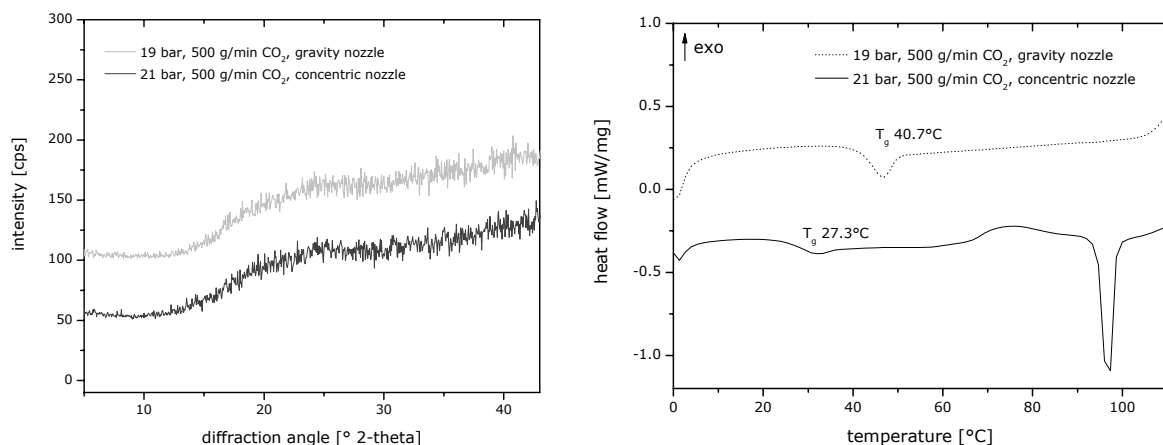 300
250
200
150
100
50
0
intensity [cps]
19 bar, 500 g/min CO₂, gravity nozzle
21 bar, 500 g/min CO₂, concentric nozzle
10
20
30
40
diffraction angle [° 2-theta]
1.0
0.5
0.0
-0.5
-1.0
heat flow [mW/mg]
exo
19 bar, 500 g/min CO₂, gravity nozzle
21 bar, 500 g/min CO₂, concentric nozzle
T_g 40.7°C
T_g 27.3°C
0
20
40
60
80
100
temperature [°C]